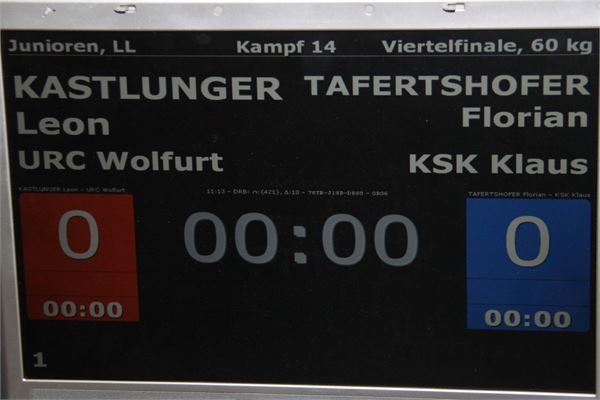 Junioren, LL Kampf 14 Viertelfinale, 60 kg
KASTLUNGER TAFERTSHOFER
Leon Florian
URC Wolfurt KSK Klaus
KASTLUNGER Leon - URC Wolfurt TAFERTSHOFER Florian - KSK Klaus
0 00:00 0
00:00 00:00
1